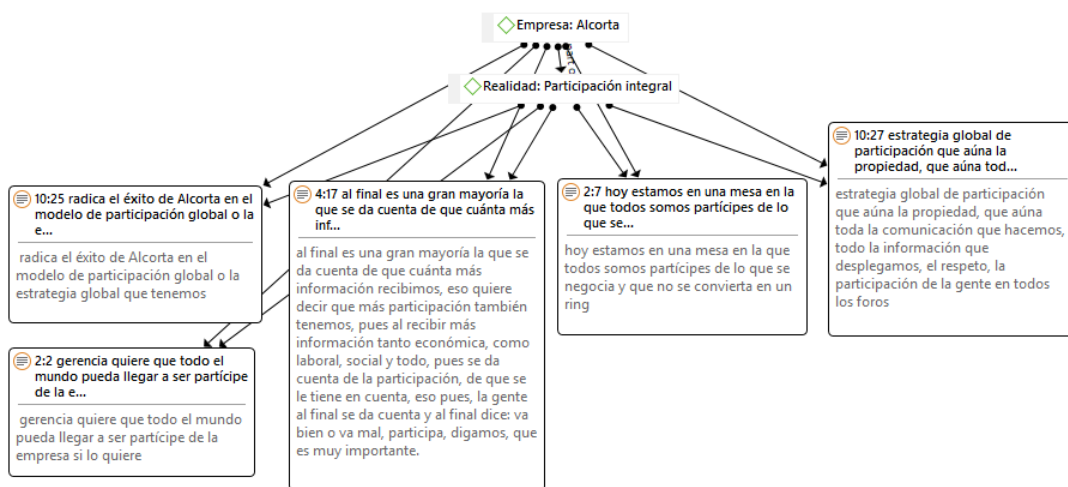 Empresa: Alcorta
Realidad: Participación integral
10:25 radica el éxito de Alcorta en el
modelo de participación global o la
e...
radica el éxito de Alcorta en el
modelo de participación global o la
estrategia global que tenemos
2:2 gerencia quiere que todo el
mundo pueda llegar a ser partícipe
de la e...
gerencia quiere que todo el
mundo pueda llegar a ser partícipe de la
empresa si lo quiere
4:17 al final es una gran mayoría la
que se da cuenta de que cuánta más
inf...
al final es una gran mayoría la que se
da cuenta de que cuánta más
información recibimos, eso quiere
decir que más participación también
tenemos, pues al recibir más
información tanto económica, como
laboral, social y todo, pues se da
cuenta de la participación, de que se
le tiene en cuenta, eso pues, la gente
al final se da cuenta y al final dice: va
bien o va mal, participa, digamos, que
es muy importante.
2:7 hoy estamos en una mesa en la
que todos somos partícipes de lo
que se...
hoy estamos en una mesa en la que
todos somos partícipes de lo que se
negocia y que no se convierta en un
ring
10:27 estrategia global de
participación que aúna la
propiedad, que aúna tod...
estrategia global de participación
que aúna la propiedad, que aúna
toda la comunicación que hacemos,
todo la información que
desplegamos, el respeto, la
participación de la gente en todos
los foros